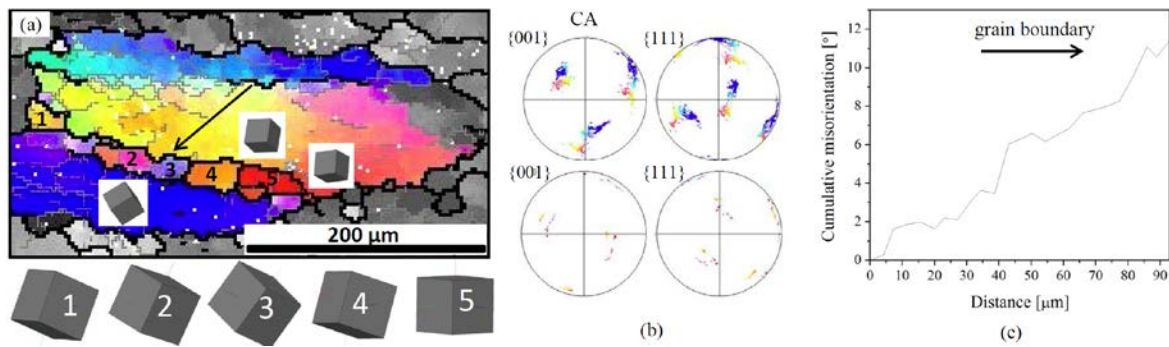 (a)
1
2
3
4
5
200 µm
1
2
3
4
5
CA
{001}
{111}
{001}
{111}
(b)
grain boundary
Cumulative misorientation [°]
12
10
8
6
4
2
0
0 10 20 30 40 50 60 70 80 90
Distance [µm]
(c)